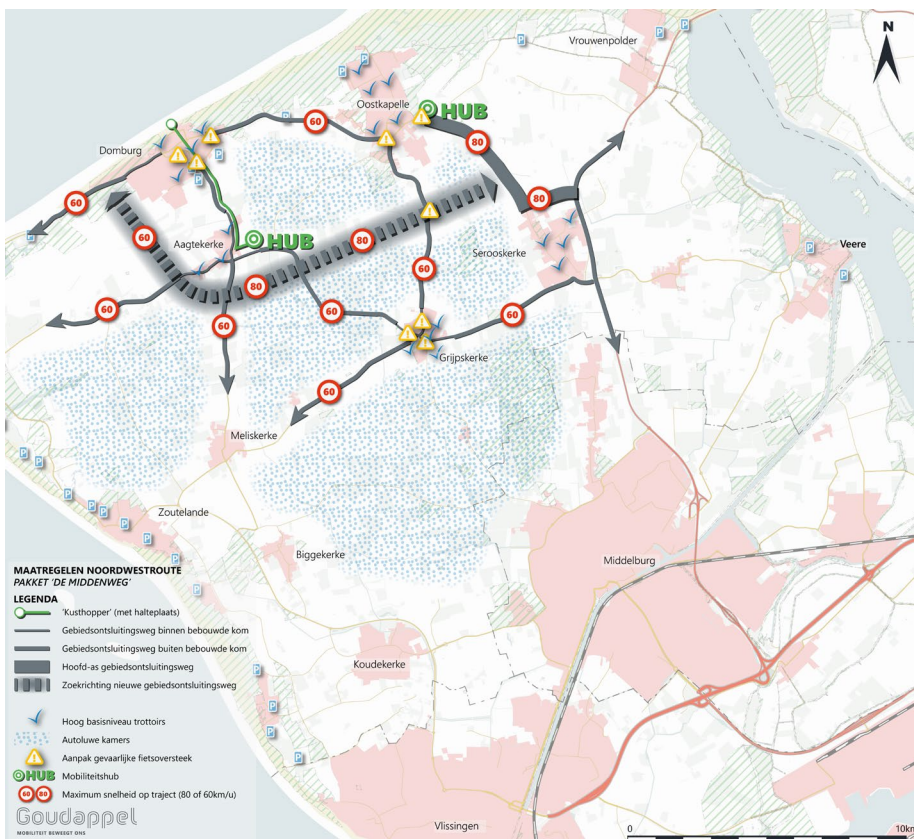 Vrouwenpolder
N
Oostkapelle
HUB
60
80
Domburg
60
80
60
Aagtekerke
HUB
80
Serooskerke
Veere
60
80
60
60
60
60
60
Grijpskerke
60
Meliskerke
Zoutelande
Biggekerke
Middelburg
MAATREGELEN NOORDWESTROUTE
PAKKET 'DE MIDDENWEG'
LEGENDA
'Kusthopper' (met halteplaats)
Gebiedsontsluitingsweg binnen bebouwde kom
Gebiedsontsluitingsweg buiten bebouwde kom
Hoofd-as gebiedsontsluitingsweg
Zoekrichting nieuwe gebiedsontsluitingsweg
Koudekerke
Hoog basisniveau trottoirs
Autoluwe kamers
Aanpak gevaarlijke fietsoversteek
HUB Mobiliteitshub
60 80 Maximum snelheid op traject (80 of 60km/u)
Goudappel
MOBILITEIT BEWEEGT ONS
Vlissingen
0 10km